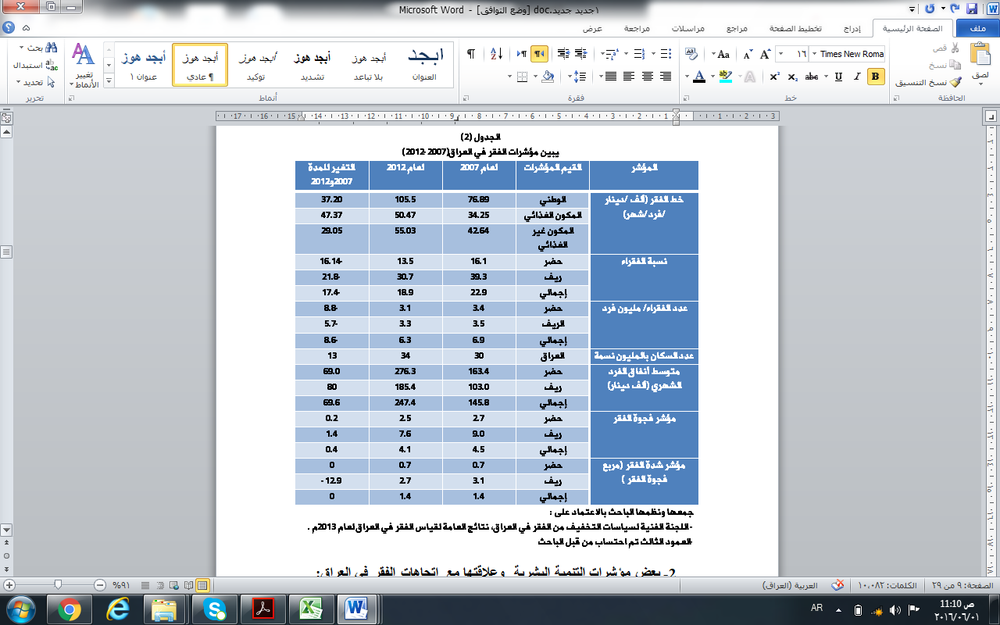 ١جديد جديد.doc [وضع التوافق] - Microsoft Word
ملف الصفحة الرئيسية إدراج تخطيط الصفحة مراجع مراسلات مراجعة عرض
لصق قص نسخ نسخ التنسيق الحافظة
Times New Roma ١٦ خط
فقرة
أبجد هوز ¶ عادي أبجد هوز بلا تباعد أبجد هوز تشديد أبجد هوز توكيد أبجد هوز عنوان ١ ابجد العنوان
أنماط
تغيير الأنماط
بحث استبدال تحديد تحرير
الجدول (2)
يبين مؤشرات الفقر في العراق(2007-2012)
المؤشر القيم المؤشرات لعام 2007 لعام 2012 التغير للمدة 2007و2012
خط الفقر (ألف /دينار /فرد/شهر) الوطني 76.89 105.5 37.20
المكون الغذائي 34.25 50.47 47.37
المكون غير الغذائي 42.64 55.03 29.05
نسبة الفقراء حضر 16.1 13.5 16.14-
ريف 39.3 30.7 21.8-
إجمالي 22.9 18.9 17.4-
عدد الفقراء/ مليون فرد حضر 3.4 3.1 8.8-
الريف 3.5 3.3 5.7-
إجمالي 6.9 6.3 8.6-
عدد السكان بالمليون نسمة العراق 30 34 13
متوسط أنفاق الفرد الشهري (ألف دينار) حضر 163.4 276.3 69.0
ريف 103.0 185.4 80
إجمالي 145.8 247.4 69.6
مؤشر فجوة الفقر حضر 2.7 2.5 0.2
ريف 9.0 7.6 1.4
إجمالي 4.5 4.1 0.4
مؤشر شدة الفقر (مربع فجوة الفقر ) حضر 0.7 0.7 0
ريف 3.1 2.7 12.9 -
إجمالي 1.4 1.4 0
جمعها ونظمها الباحث بالاعتماد على :
- اللجنة الفنية لسياسات التخفيف من الفقر في العراق، نتائج العامة لقياس الفقر في العراق لعام 2013م .
-العمود الثالث تم احتساب من قبل الباحث
2- بعض مؤشرات التنمية البشرية وعلاقتها مع اتجاهات الفقر في العراق:
الصفحة: ٩ من ٢٩ الكلمات: ١٠،٠٨٢ العربية (العراق) ٩١%
AR
11:10 ص
٢٠١٦/٠٦/٠١